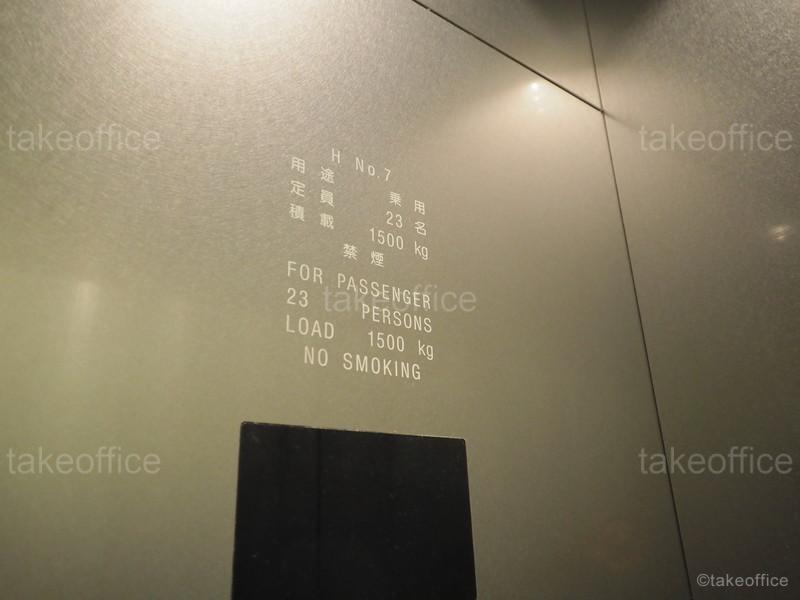 takeoffice
takeoffice
H No.7
用途 乗用
定員 23名
積載 1500 kg
禁煙
FOR PASSENGER
23 PERSONS
LOAD 1500 kg
NO SMOKING
takeoffice
takeoffice
takeoffice
©takeoffice